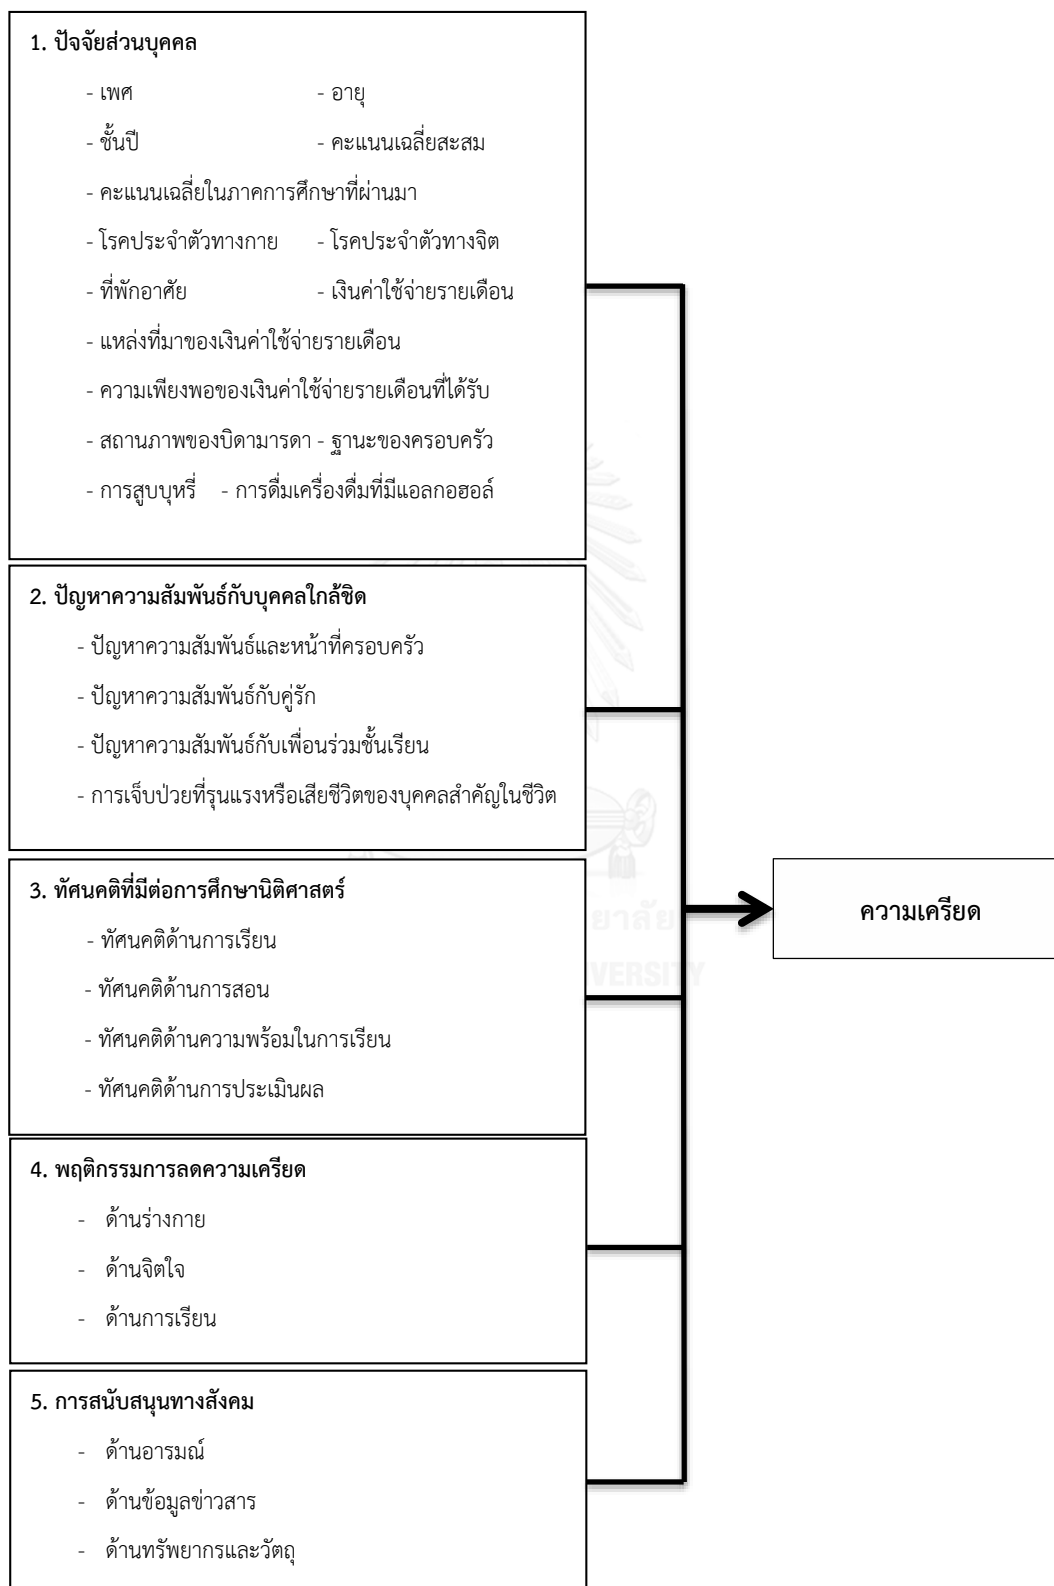 1. ปัจจัยส่วนบุคคล
- เพศ - อายุ
- ชั้นปี - คะแนนเฉลี่ยสะสม
- คะแนนเฉลี่ยในภาคการศึกษาที่ผ่านมา
- โรคประจำตัวทางกาย - โรคประจำตัวทางจิต
- ที่พักอาศัย - เงินค่าใช้จ่ายรายเดือน
- แหล่งที่มาของเงินค่าใช้จ่ายรายเดือน
- ความเพียงพอของเงินค่าใช้จ่ายรายเดือนที่ได้รับ
- สถานภาพของบิดามารดา - ฐานะของครอบครัว
- การสูบบุหรี่ - การดื่มเครื่องดื่มที่มีแอลกอฮอล์
2. ปัญหาความสัมพันธ์กับบุคคลใกล้ชิด
- ปัญหาความสัมพันธ์และหน้าที่ครอบครัว
- ปัญหาความสัมพันธ์กับคู่รัก
- ปัญหาความสัมพันธ์กับเพื่อนร่วมชั้นเรียน
- การเจ็บป่วยที่รุนแรงหรือเสียชีวิตของบุคคลสำคัญในชีวิต
3. ทัศนคติที่มีต่อการศึกษานิติศาสตร์
- ทัศนคติด้านการเรียน
- ทัศนคติด้านการสอน
- ทัศนคติด้านความพร้อมในการเรียน
- ทัศนคติด้านการประเมินผล
ความเครียด
ยาลัย
VERSITY
4. พฤติกรรมการลดความเครียด
- ด้านร่างกาย
- ด้านจิตใจ
- ด้านการเรียน
5. การสนับสนุนทางสังคม
- ด้านอารมณ์
- ด้านข้อมูลข่าวสาร
- ด้านทรัพยากรและวัตถุ